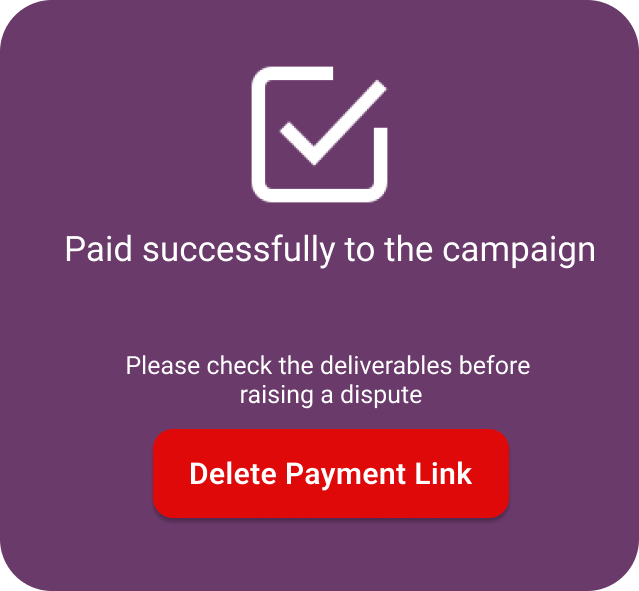 Paid successfully to the campaign
Please check the deliverables before
raising a dispute
Delete Payment Link